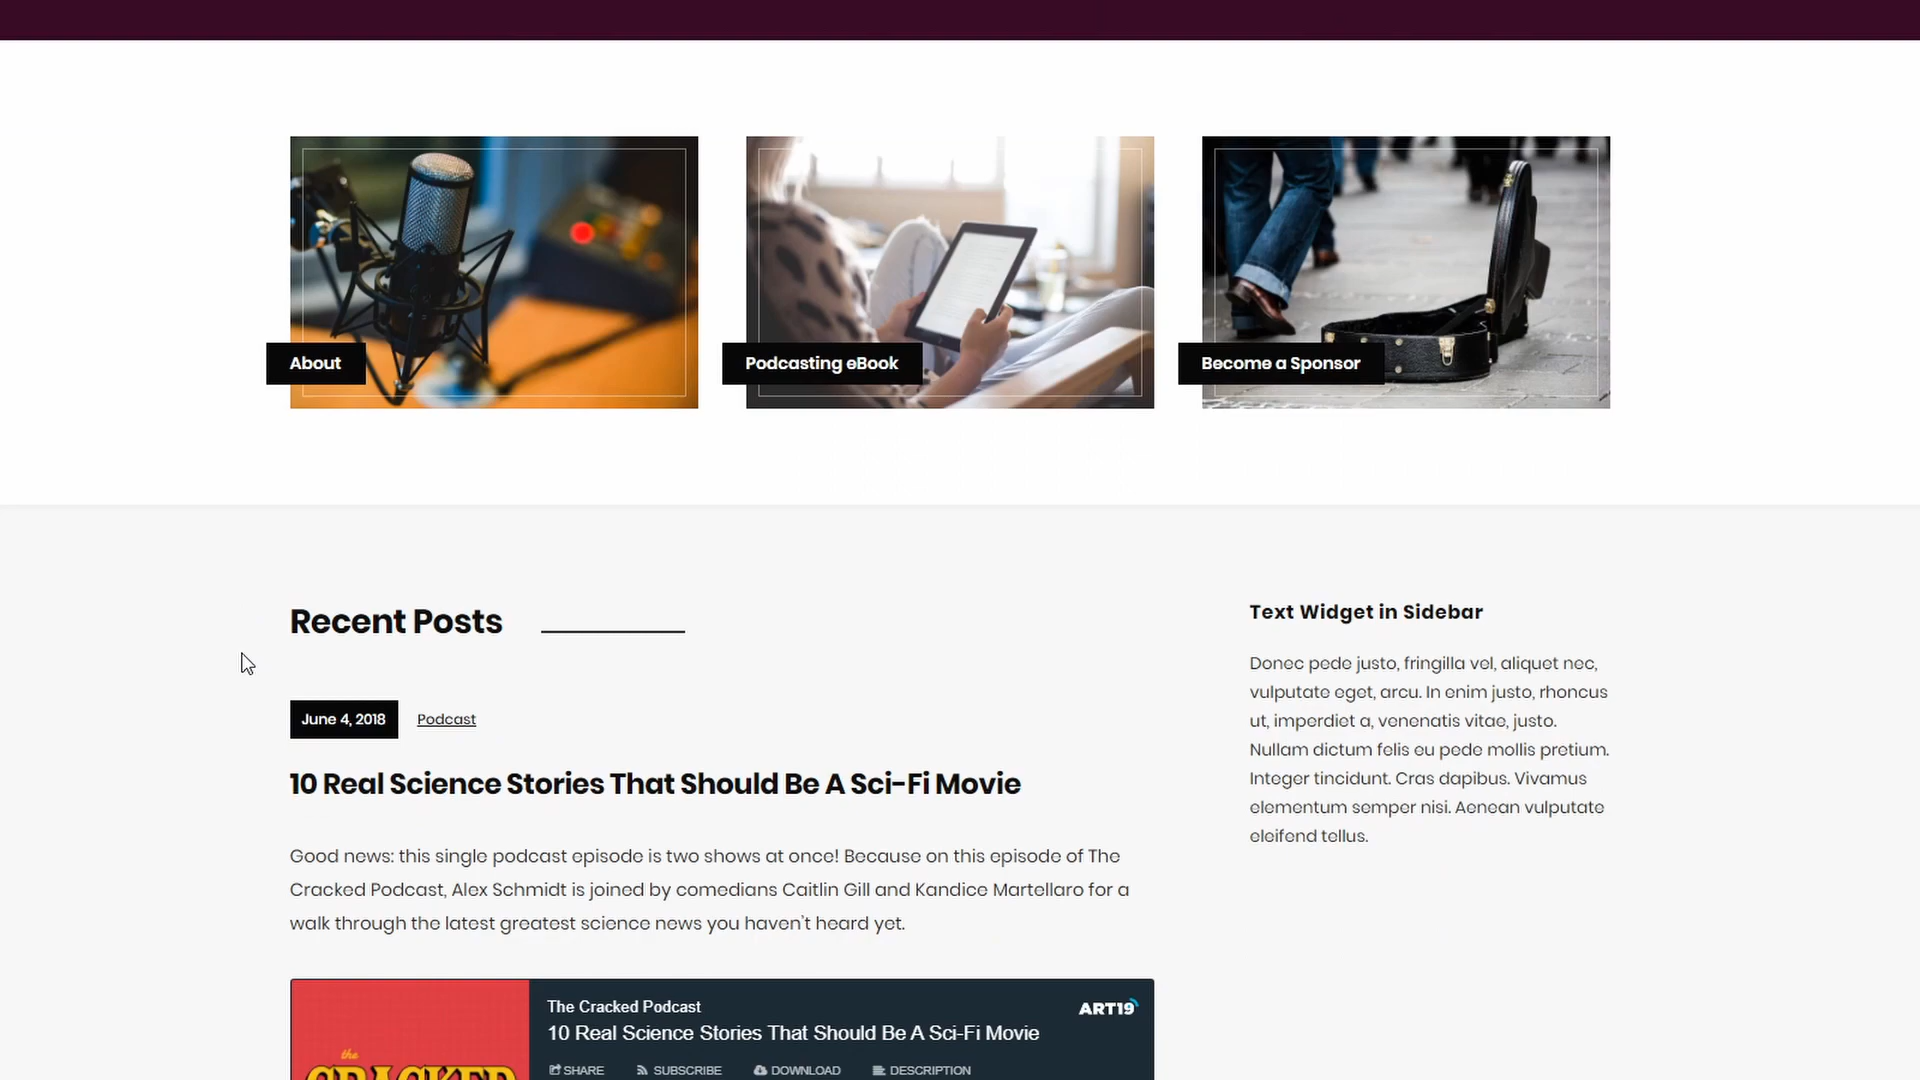 About
Podcasting eBook
Become a Sponsor
Recent Posts
June 4, 2018 Podcast
10 Real Science Stories That Should Be A Sci-Fi Movie
Good news: this single podcast episode is two shows at once! Because on this episode of The
Cracked Podcast, Alex Schmidt is joined by comedians Caitlin Gill and Kandice Martellaro for a
walk through the latest greatest science news you haven't heard yet.
The Cracked Podcast
ART19
10 Real Science Stories That Should Be A Sci-Fi Movie
SHARE SUBSCRIBE DOWNLOAD DESCRIPTION
the
CRACKED
Text Widget in Sidebar
Donec pede justo, fringilla vel, aliquet nec,
vulputate eget, arcu. In enim justo, rhoncus
ut, imperdiet a, venenatis vitae, justo.
Nullam dictum felis eu pede mollis pretium.
Integer tincidunt. Cras dapibus. Vivamus
elementum semper nisi. Aenean vulputate
eleifend tellus.